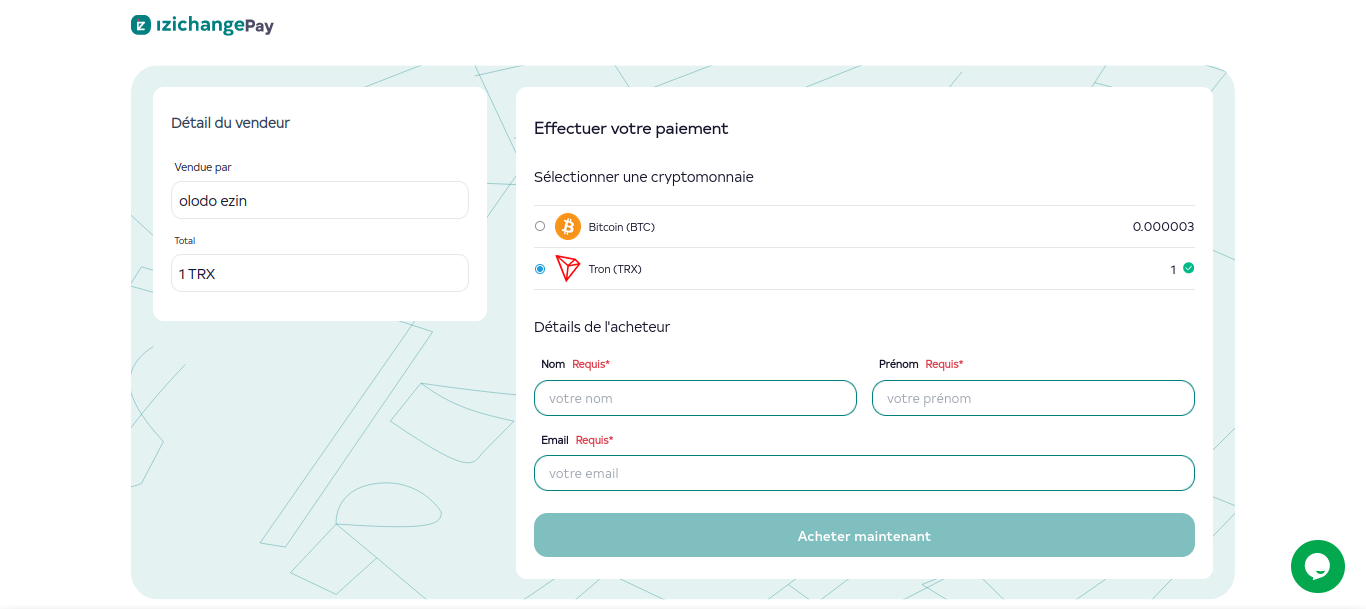 ızichangePay
Détail du vendeur
Vendue par
olodo ezin
Total
1 TRX
Effectuer votre paiement
Sélectionner une cryptomonnaie
Bitcoin (BTC) 0.000003
Tron (TRX) 1
Détails de l'acheteur
Nom Requis* Prénom Requis*
votre nom votre prénom
Email Requis*
votre email
Acheter maintenant